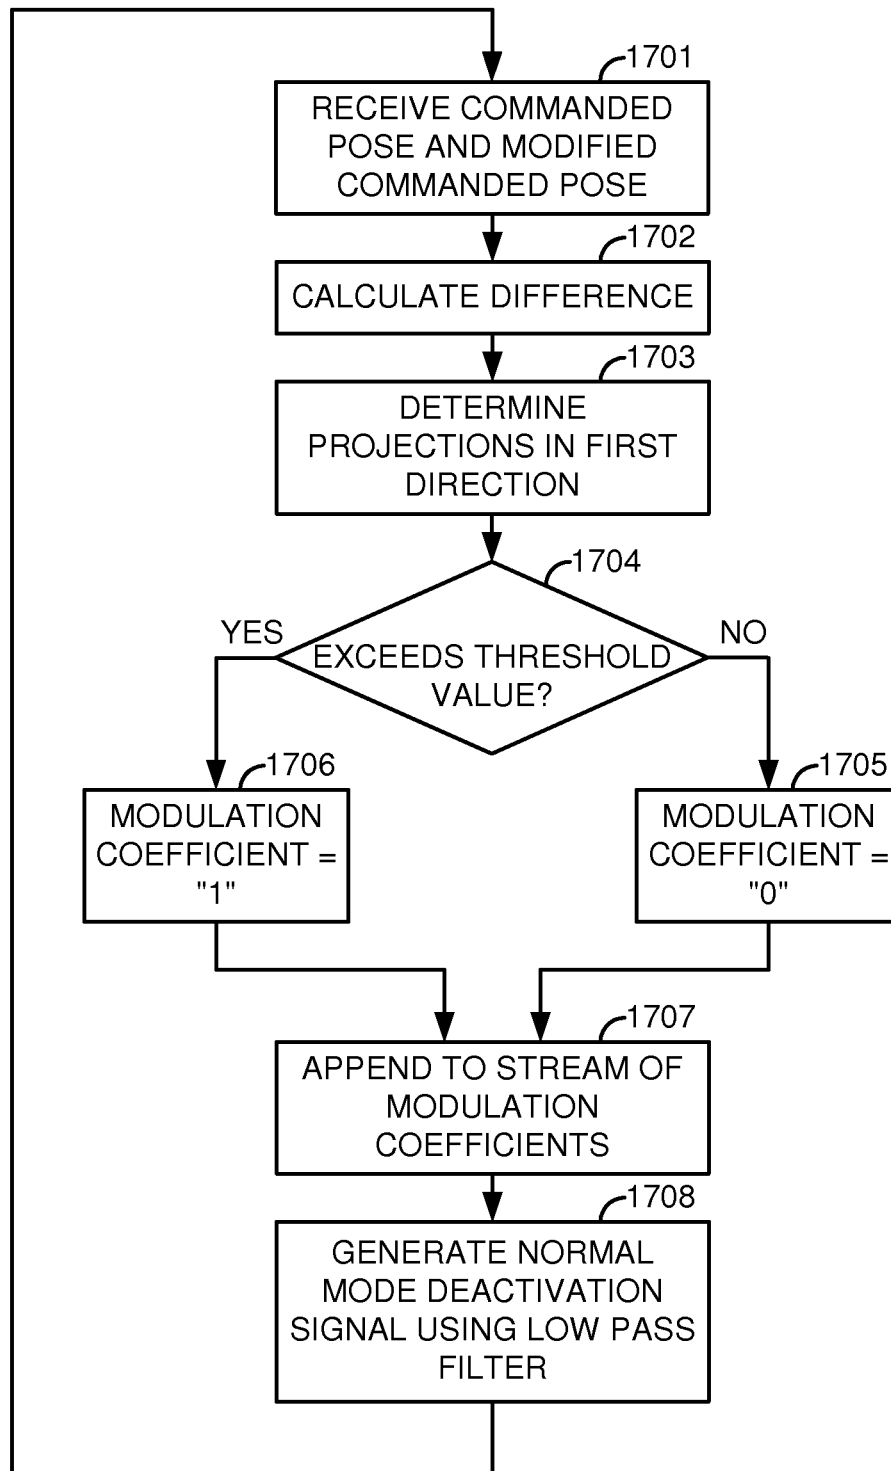 1701
RECEIVE COMMANDED
POSE AND MODIFIED
COMMANDED POSE
1702
CALCULATE DIFFERENCE
1703
DETERMINE
PROJECTIONS IN FIRST
DIRECTION
1704
YES
NO
EXCEEDS THRESHOLD
VALUE?
1706
MODULATION
COEFFICIENT =
"1"
1705
MODULATION
COEFFICIENT =
"0"
1707
APPEND TO STREAM OF
MODULATION
COEFFICIENTS
1708
GENERATE NORMAL
MODE DEACTIVATION
SIGNAL USING LOW PASS
FILTER